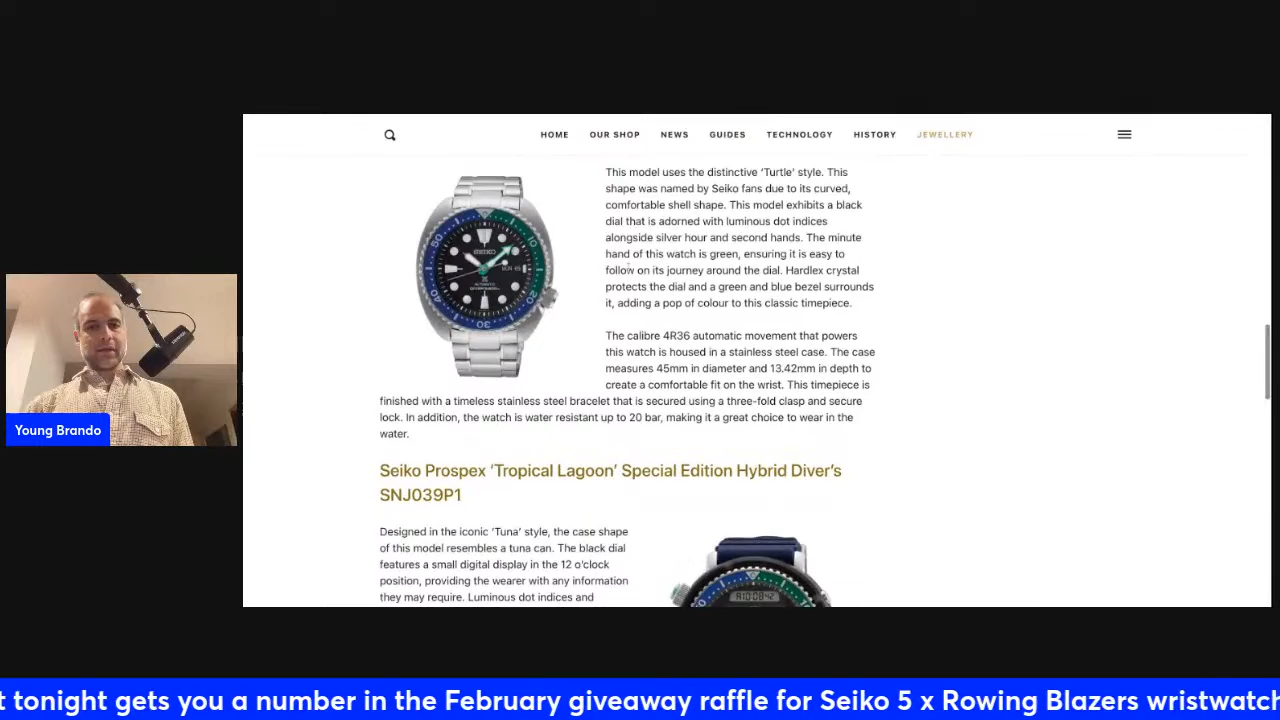 HOME OUR SHOP NEWS GUIDES TECHNOLOGY HISTORY JEWELLERY
This model uses the distinctive ‘Turtle’ style. This
shape was named by Seiko fans due to its curved,
comfortable shell shape. This model exhibits a black
dial that is adorned with luminous dot indices
alongside silver hour and second hands. The minute
hand of this watch is green, ensuring it is easy to
follow on its journey around the dial. Hardlex crystal
protects the dial and a green and blue bezel surrounds
it, adding a pop of colour to this classic timepiece.
SEIKO
10
20
30
40
50
The calibre 4R36 automatic movement that powers
this watch is housed in a stainless steel case. The case
measures 45mm in diameter and 13.42mm in depth to
create a comfortable fit on the wrist. This timepiece is
finished with a timeless stainless steel bracelet that is secured using a three-fold clasp and secure
lock. In addition, the watch is water resistant up to 20 bar, making it a great choice to wear in the
water.
Young Brando
Seiko Prospex ‘Tropical Lagoon’ Special Edition Hybrid Diver’s
SNJ039P1
Designed in the iconic ‘Tuna’ style, the case shape
of this model resembles a tuna can. The black dial
features a small digital display in the 12 o’clock
position, providing the wearer with any information
they may require. Luminous dot indices and
t tonight gets you a number in the February giveaway raffle for Seiko 5 x Rowing Blazers wristwatch